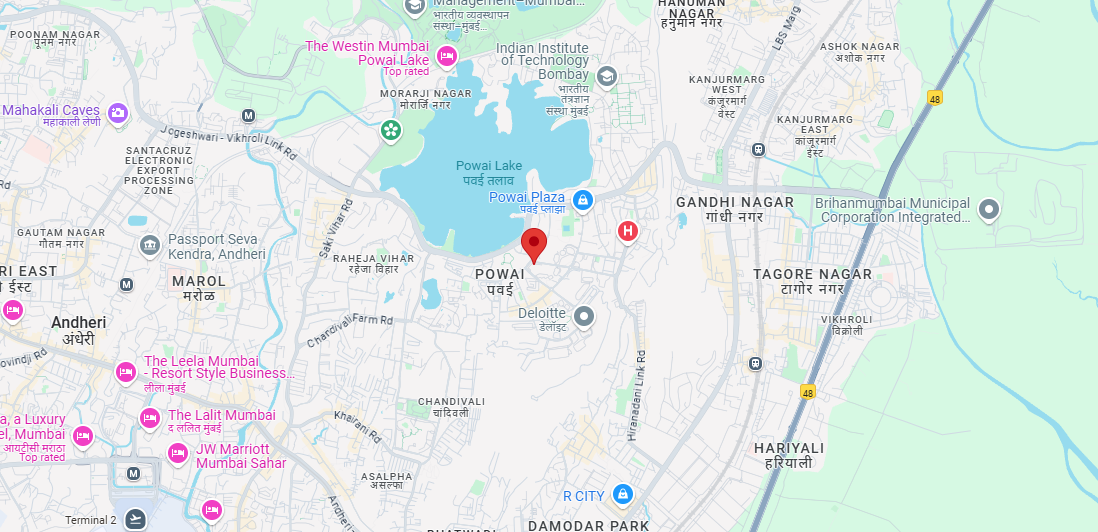 Management–Mumbai...
भारतीय व्यवस्थापन
संस्था–मुंबई...
HANUMAN
NAGAR
हनुमान नगर
LBS Marg
POONAM NAGAR
पूनम नगर
The Westin Mumbai
Powai Lake
Top rated
Indian Institute
of Technology
Bombay
भारतीय
तंत्रज्ञान
संस्था मुंबई
ASHOK NAGAR
अशोक नगर
KANJURMARG
WEST
कंजूरमार्ग
वेस्ट
48
MORARJI NAGAR
मोरार्जि नगर
Mahakali Caves
महाकाली लेणी
M
KANJURMARG
EAST
कांजूरमार्ग
ईस्ट
Jogeshwari - Vikhroli Link Rd
SANTACRUZ
ELECTRONIC
EXPORT
PROCESSING
ZONE
Powai Lake
पवई तलाव
Powai Plaza
पवई प्लाझा
GANDHI NAGAR
गांधी नगर
Brihanmumbai Municipal
Corporation Integrated...
Saki Vihar Rd
GAUTAM NAGAR
गौतम नगर
Passport Seva
Kendra, Andheri
H
RAHEJA VIHAR
रहेजा विहार
RI EAST
ी ईस्ट
M
MAROL
मरोळ
POWAI
पवई
TAGORE NAGAR
टागोर नगर
Andheri
अंधेरी
Chandivali Farm Rd
Deloitte
डेलॉइट
VIKHROLI
विक्रोली
ovindji Rd
The Leela Mumbai
- Resort Style Business...
लीला मुंबई
Hiranandani Link Rd
48
CHANDIVALI
चांदिवली
The Lalit Mumbai
द ललित मुंबई
Khairani Rd
a, a Luxury
el, Mumbai
आयटीसी मराठा
Top rated
JW Marriott
Mumbai Sahar
HARIYALI
हरियाली
M
ASALPHA
असल्फा
R CITY
Terminal 2
Andheri
DAMODAR PARK